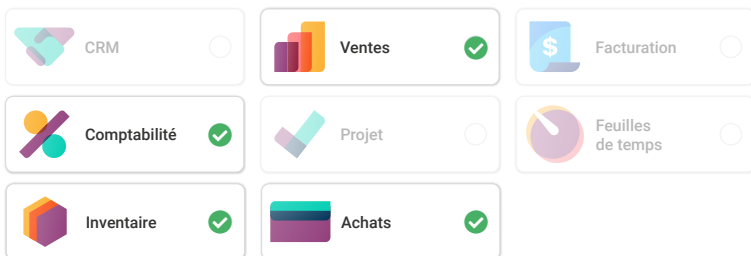 CRM
Ventes
$
Facturation
Comptabilité
Projet
Feuilles
de temps
Inventaire
Achats